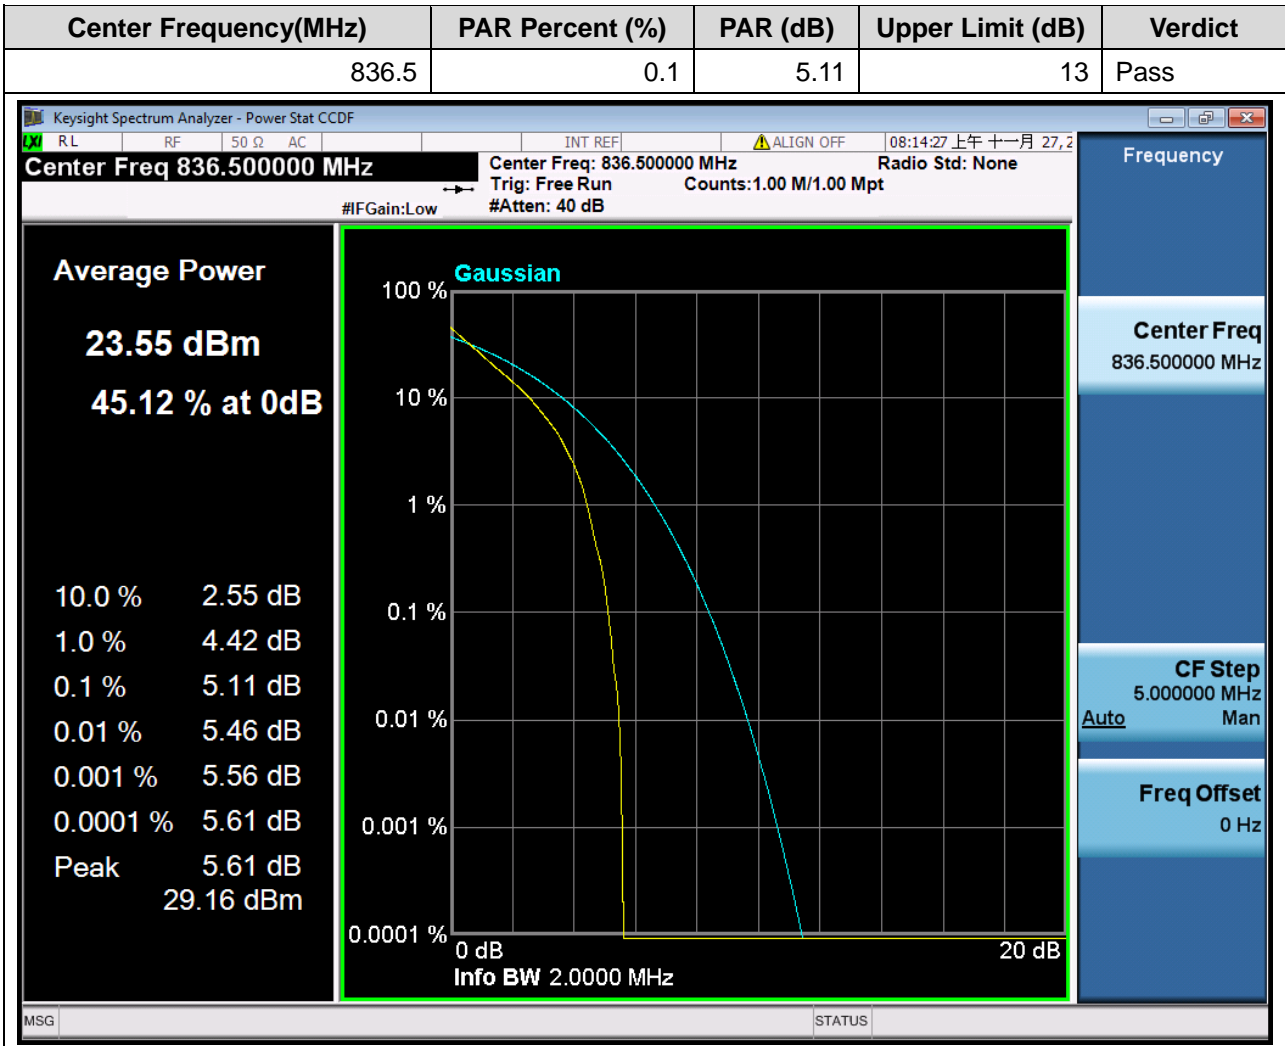 Center Frequency(MHz) PAR Percent (%) PAR (dB) Upper Limit (dB) Verdict
836.5 0.1 5.11 13 Pass
Keysight Spectrum Analyzer - Power Stat CCDF
LXI RL RF 50 Ω AC INT REF ALIGN OFF 08:14:27 上午 十一月 27, 2
Center Freq 836.500000 MHz
Center Freq: 836.500000 MHz Radio Std: None
Trig: Free Run Counts:1.00 M/1.00 Mpt
#IFGain:Low #Atten: 40 dB
Average Power
23.55 dBm
45.12 % at 0dB
10.0 % 2.55 dB
1.0 % 4.42 dB
0.1 % 5.11 dB
0.01 % 5.46 dB
0.001 % 5.56 dB
0.0001 % 5.61 dB
Peak 5.61 dB
29.16 dBm
Gaussian
100 %
10 %
1 %
0.1 %
0.01 %
0.001 %
0.0001 %
0 dB 20 dB
Info BW 2.0000 MHz
Frequency
Center Freq
836.500000 MHz
CF Step
5.000000 MHz
Auto Man
Freq Offset
0 Hz
MSG STATUS